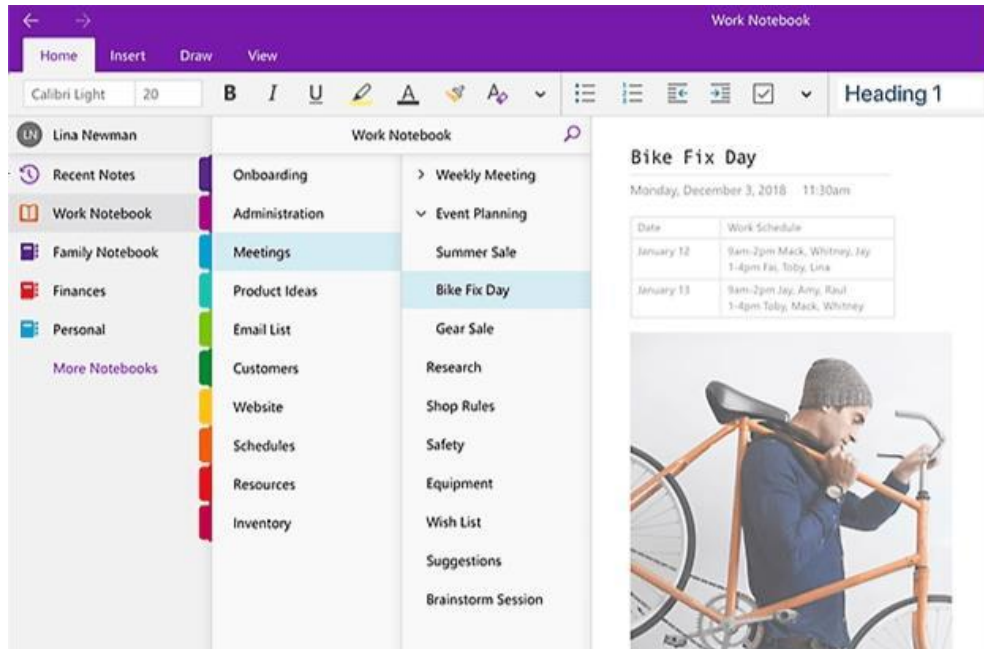 Work Notebook
Home Insert Draw View
Calibri Light 20 B I U A A Heading 1
LN Lina Newman
Recent Notes
Work Notebook
Family Notebook
Finances
Personal
More Notebooks
Work Notebook
Onboarding
Administration
Meetings
Product Ideas
Email List
Customers
Website
Schedules
Resources
Inventory
Weekly Meeting
Event Planning
Summer Sale
Bike Fix Day
Gear Sale
Research
Shop Rules
Safety
Equipment
Wish List
Suggestions
Brainstorm Session
Bike Fix Day
Monday, December 3, 2018 11:30am
Date Work Schedule
January 12 9am-2pm Mack, Whitney, Jay
1-4pm Fai, Toby, Lina
January 13 9am-2pm Jay, Amy, Raul
1-4pm Toby, Mack, Whitney